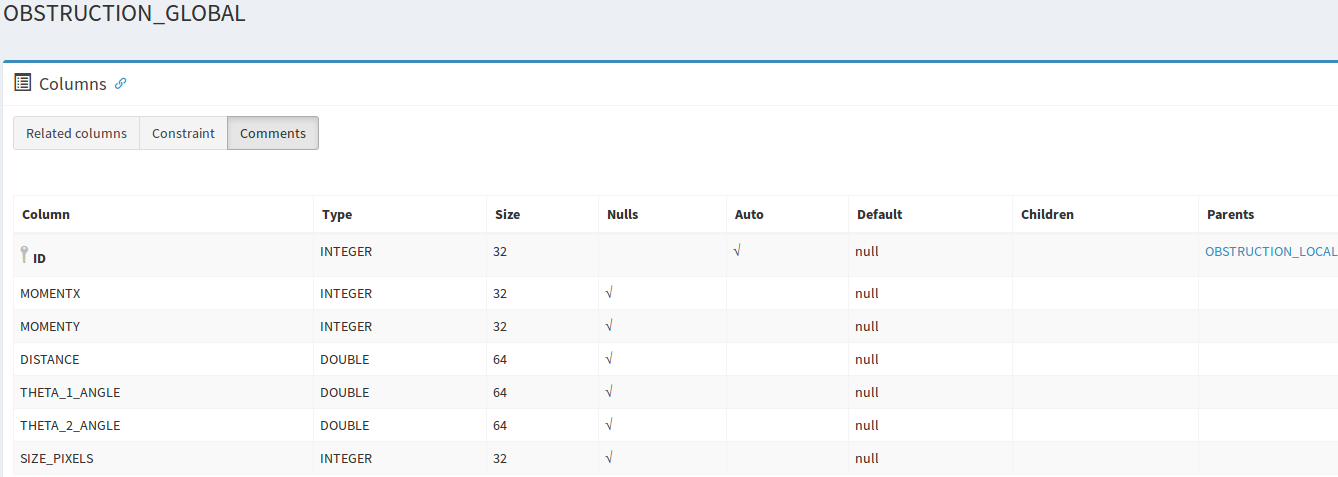 OBSTRUCTION_GLOBAL
Columns
Related columns Constraint Comments
Column Type Size Nulls Auto Default Children Parents
ID INTEGER 32 √ null OBSTRUCTION_LOCAL
MOMENTX INTEGER 32 √ null
MOMENTY INTEGER 32 √ null
DISTANCE DOUBLE 64 √ null
THETA_1_ANGLE DOUBLE 64 √ null
THETA_2_ANGLE DOUBLE 64 √ null
SIZE_PIXELS INTEGER 32 √ null